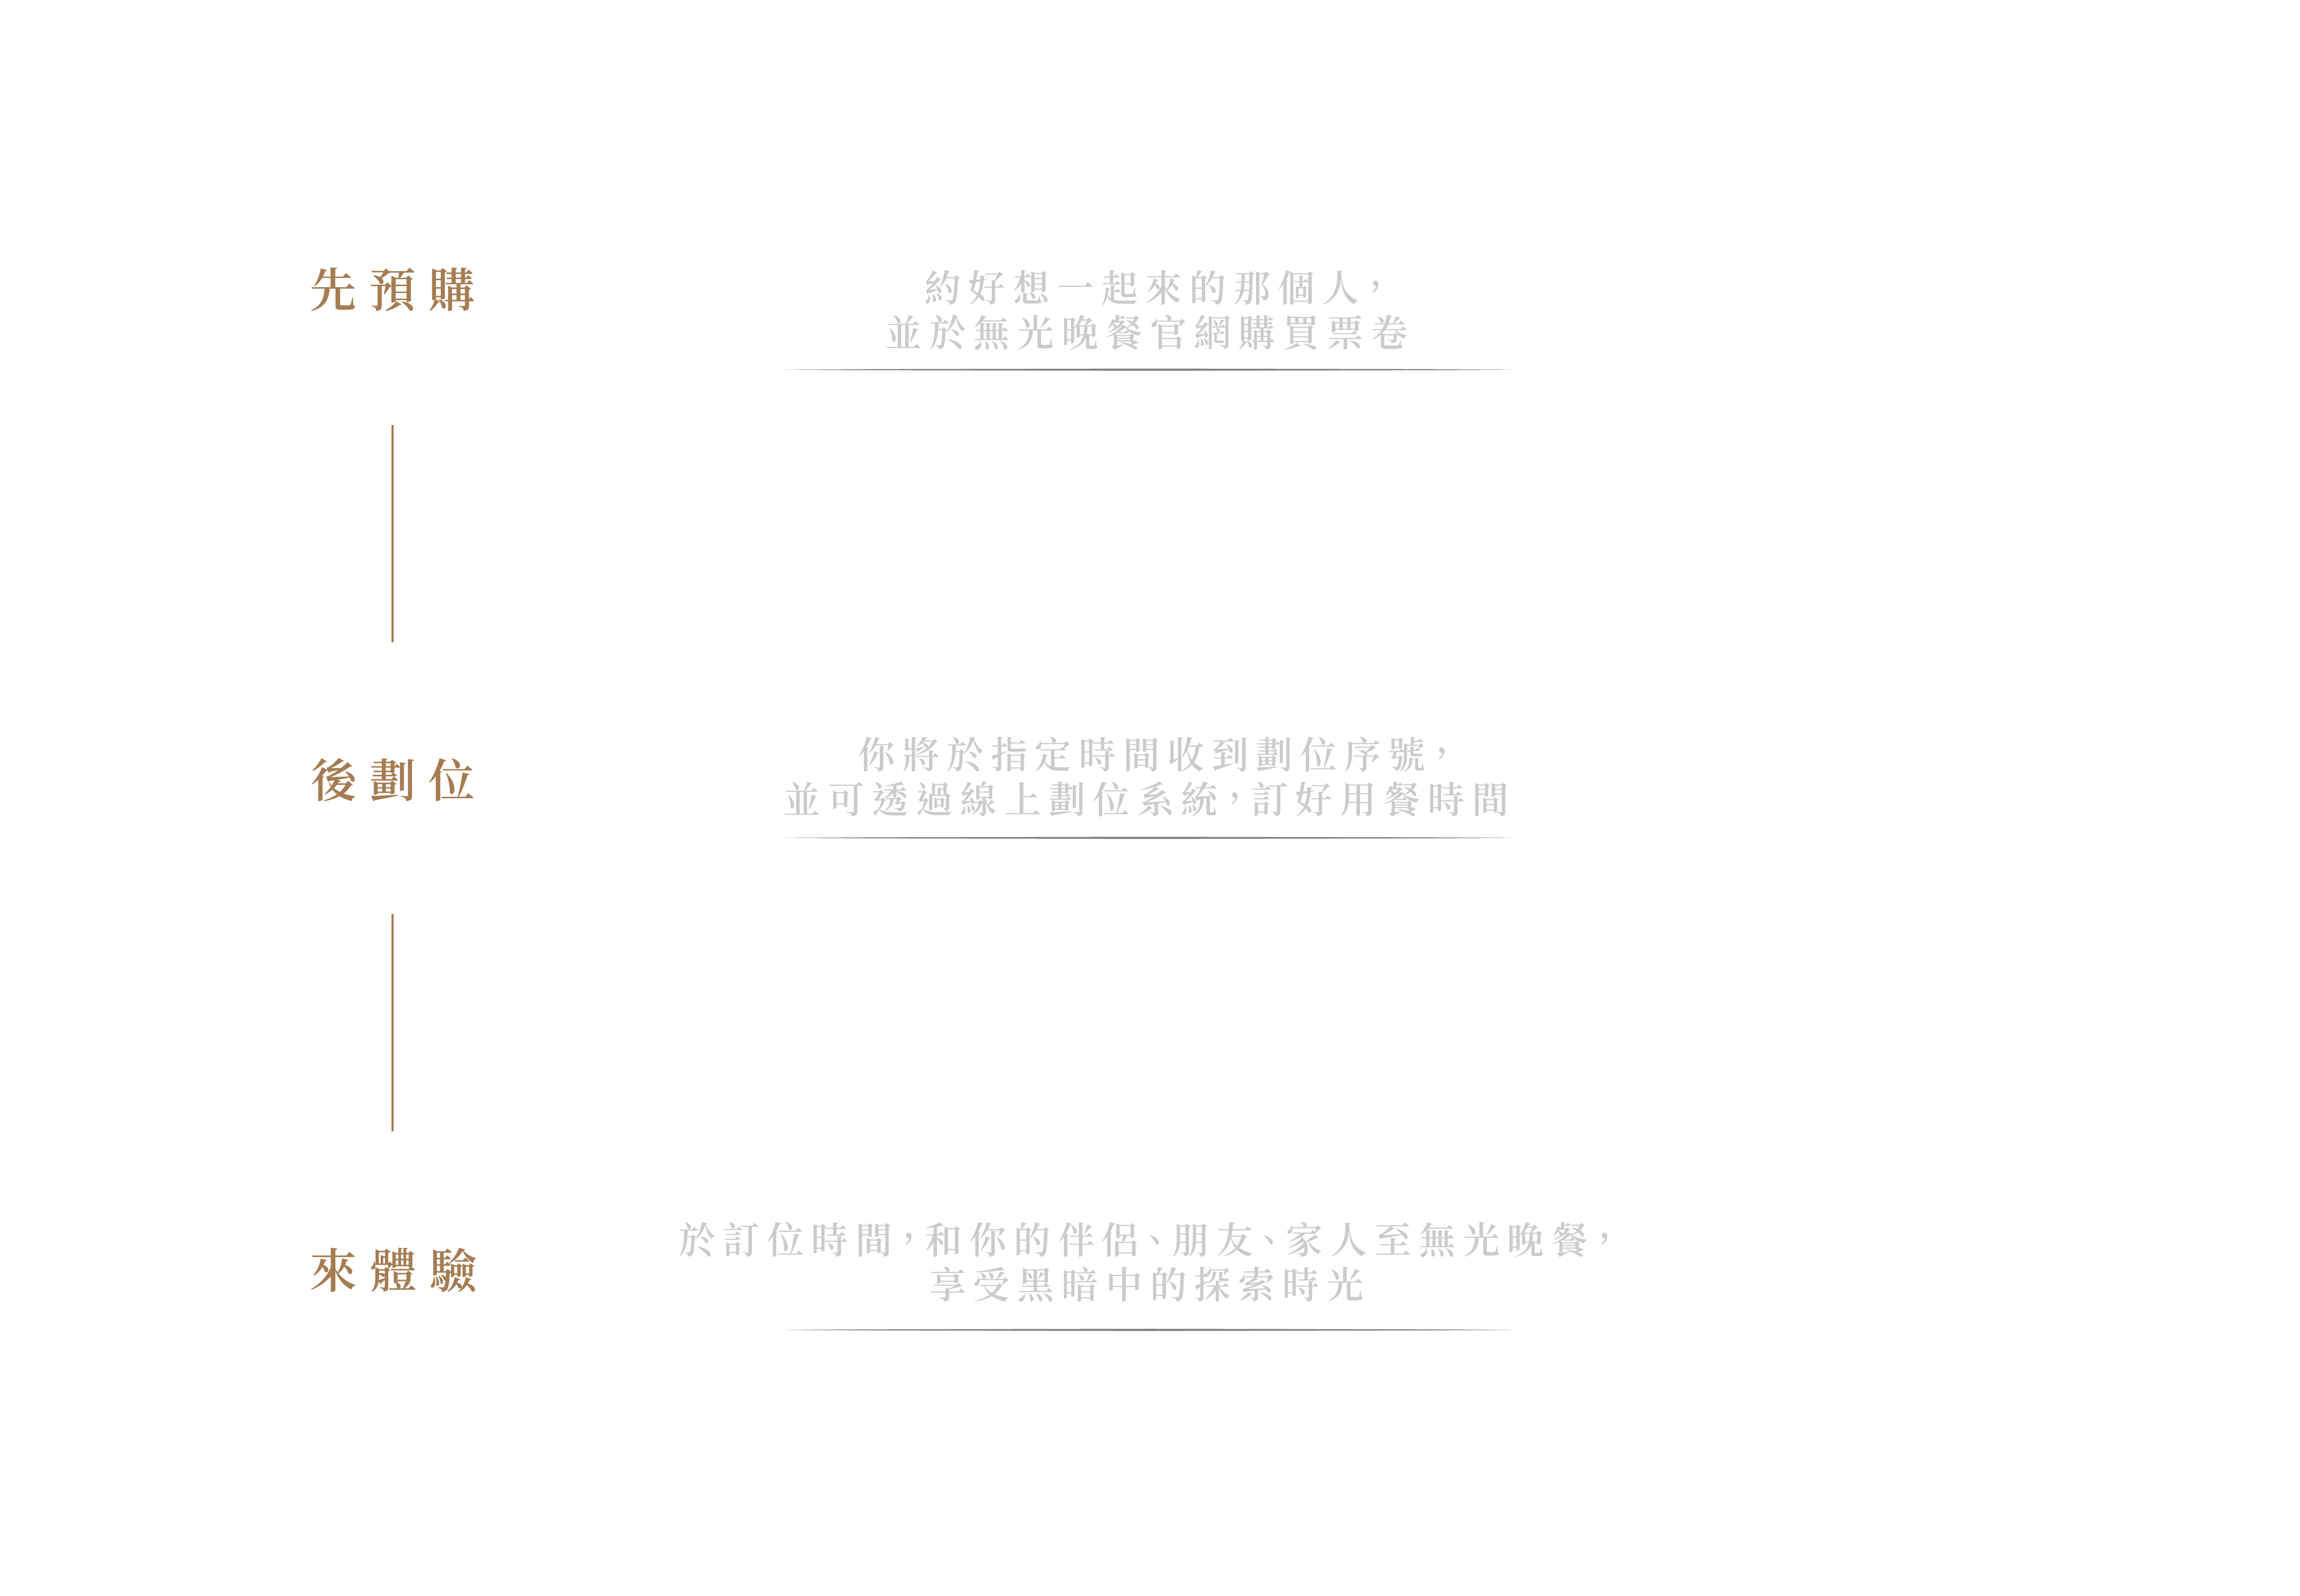 先預購
約好想一起來的那個人，
並於無光晚餐官網購買票卷
後劃位
你將於指定時間收到劃位序號，
並可透過線上劃位系統，訂好用餐時間
來體驗
於訂位時間，和你的伴侶、朋友、家人至無光晚餐，
享受黑暗中的探索時光